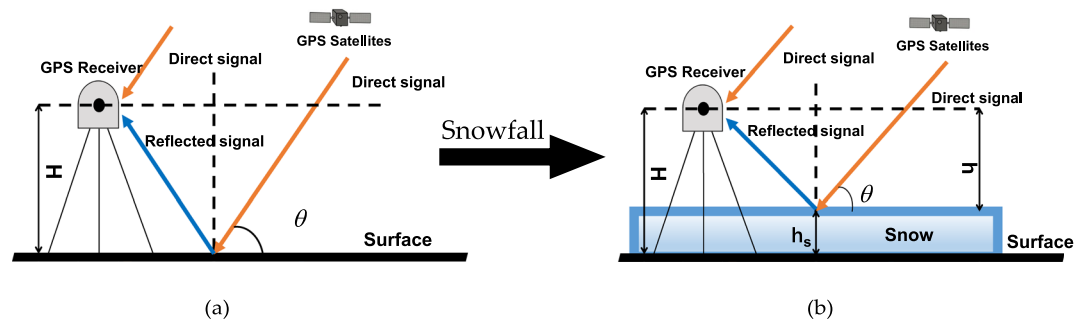 GPS Satellites
Direct signal
GPS Receiver
Direct signal
Reflected signal
H
θ
Surface
(a)
Snowfall
GPS Satellites
Direct signal
GPS Receiver
Direct signal
Reflected signal
H
h
θ
hs
Snow
Surface
(b)